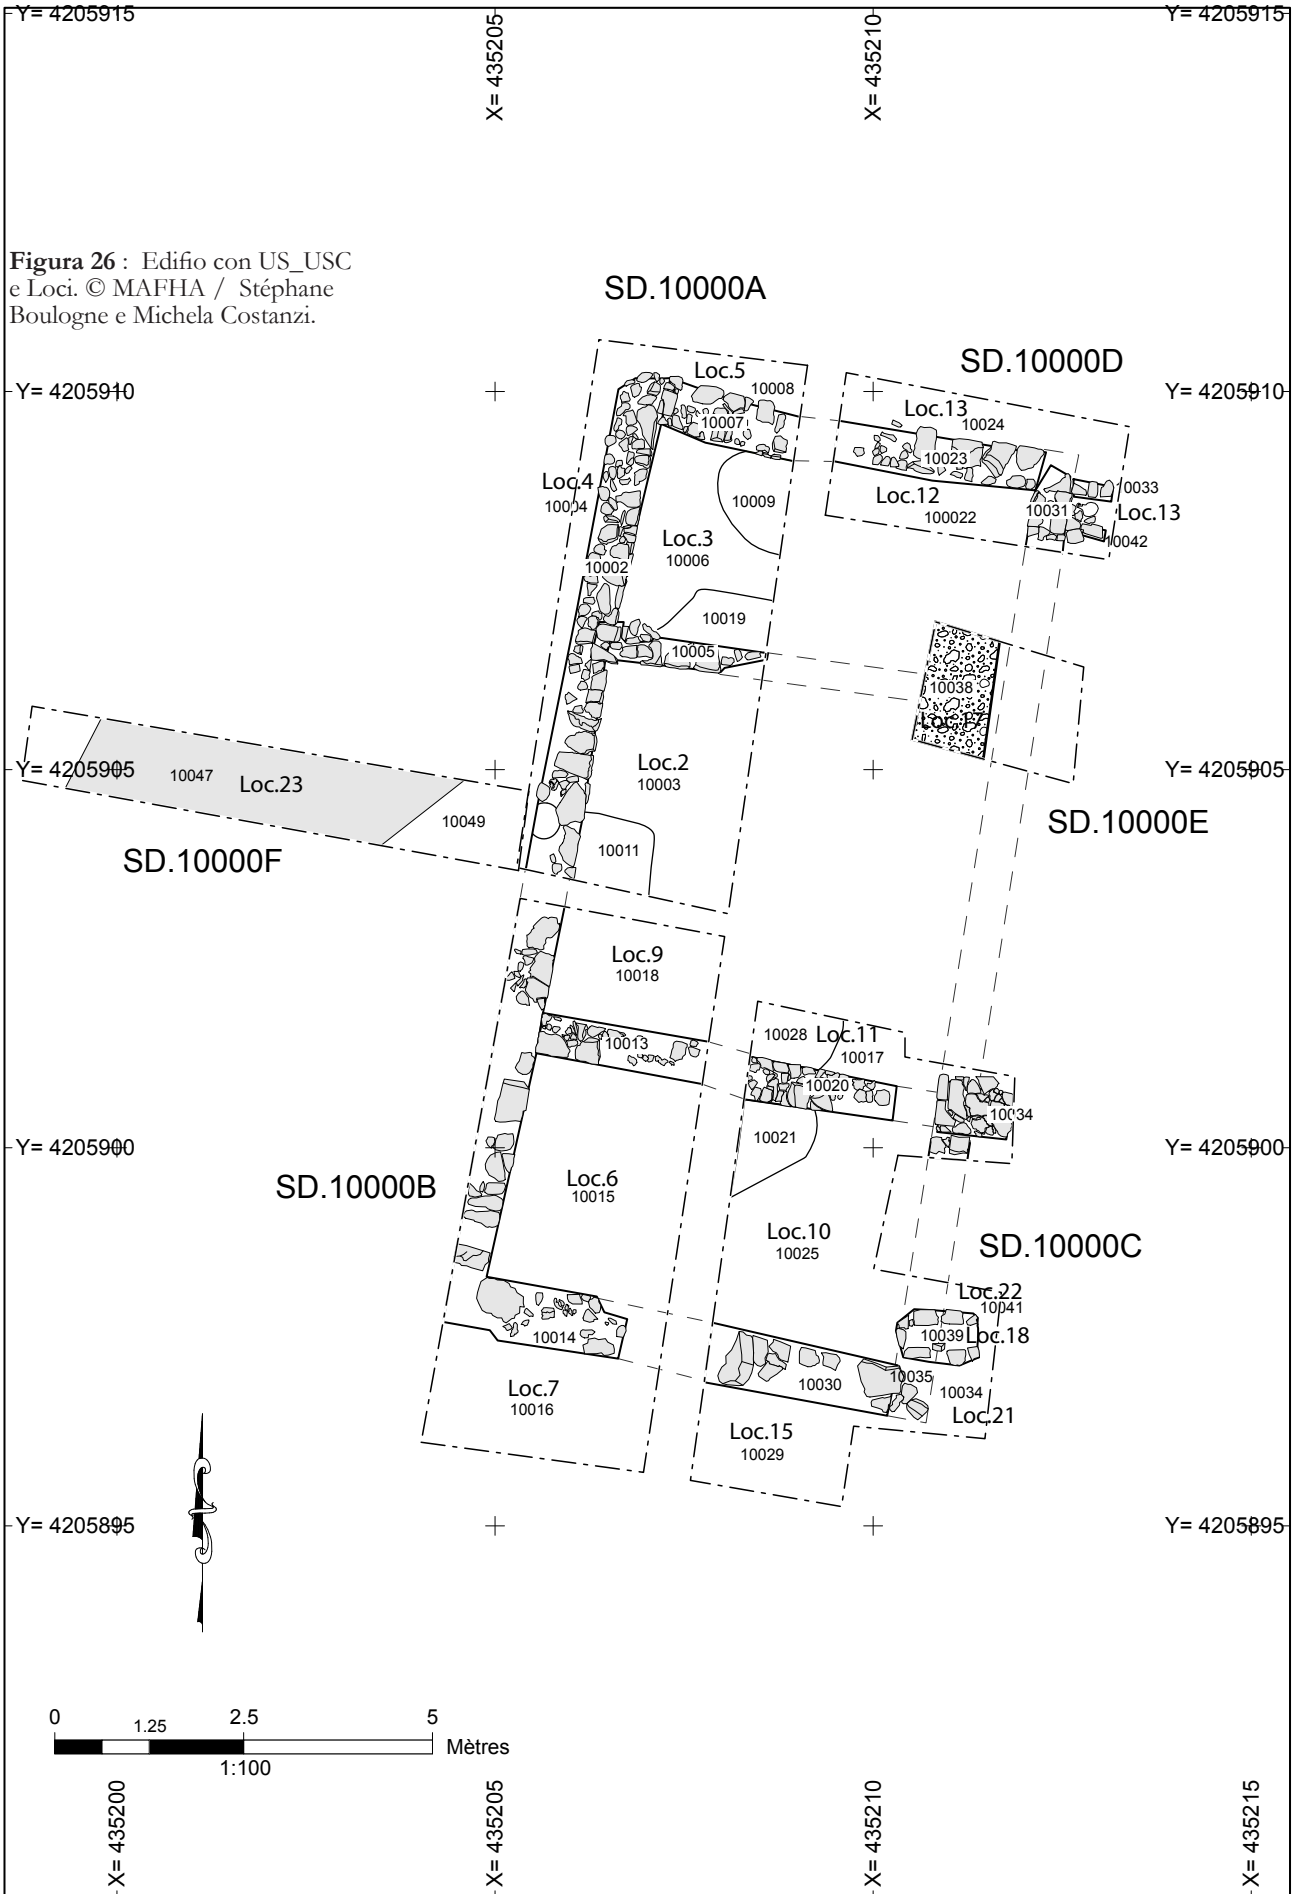 Y= 4205915
Y= 4205915
X= 435205
X= 435210
Figura 26 : Edifio con US_USC
e Loci. © MAFHA / Stéphane
Boulogne e Michela Costanzi.
SD.10000A
SD.10000D
Y= 4205910
Y= 4205910
Loc.5
10008
10007
Loc.13
10024
10023
Loc.4
10004
10009
Loc.12
100022
10033
10031
Loc.13
10042
Loc.3
10006
10002
10019
10005
10038
Loc.17
Y= 4205905
Y= 4205905
10047
Loc.23
10049
Loc.2
10003
SD.10000F
SD.10000E
10011
Loc.9
10018
10013
10028
Loc.11
10017
10020
10034
10021
Y= 4205900
Y= 4205900
SD.10000B
Loc.6
10015
Loc.10
10025
SD.10000C
Loc.22
10041
10039
Loc.18
10014
10030
10035
10034
Loc.21
Loc.7
10016
Loc.15
10029
Y= 4205895
Y= 4205895
0
1.25
2.5
5
Mètres
1:100
X= 435200
X= 435205
X= 435210
X= 435215